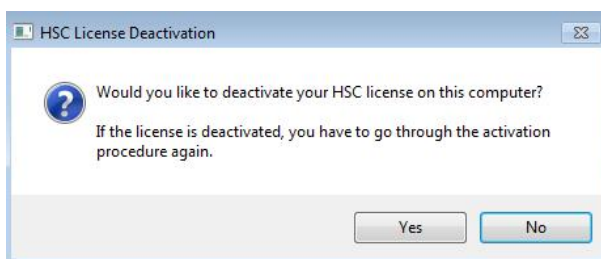 HSC License Deactivation
Would you like to deactivate your HSC license on this computer?
If the license is deactivated, you have to go through the activation
procedure again.
Yes
No